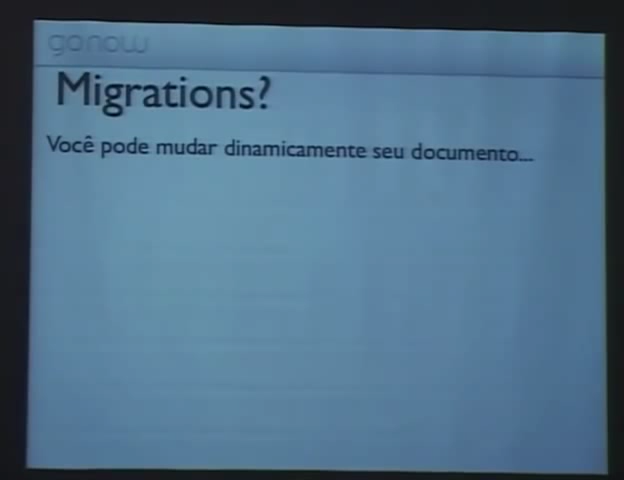 gonow
Migrations?
Você pode mudar dinamicamente seu documento...